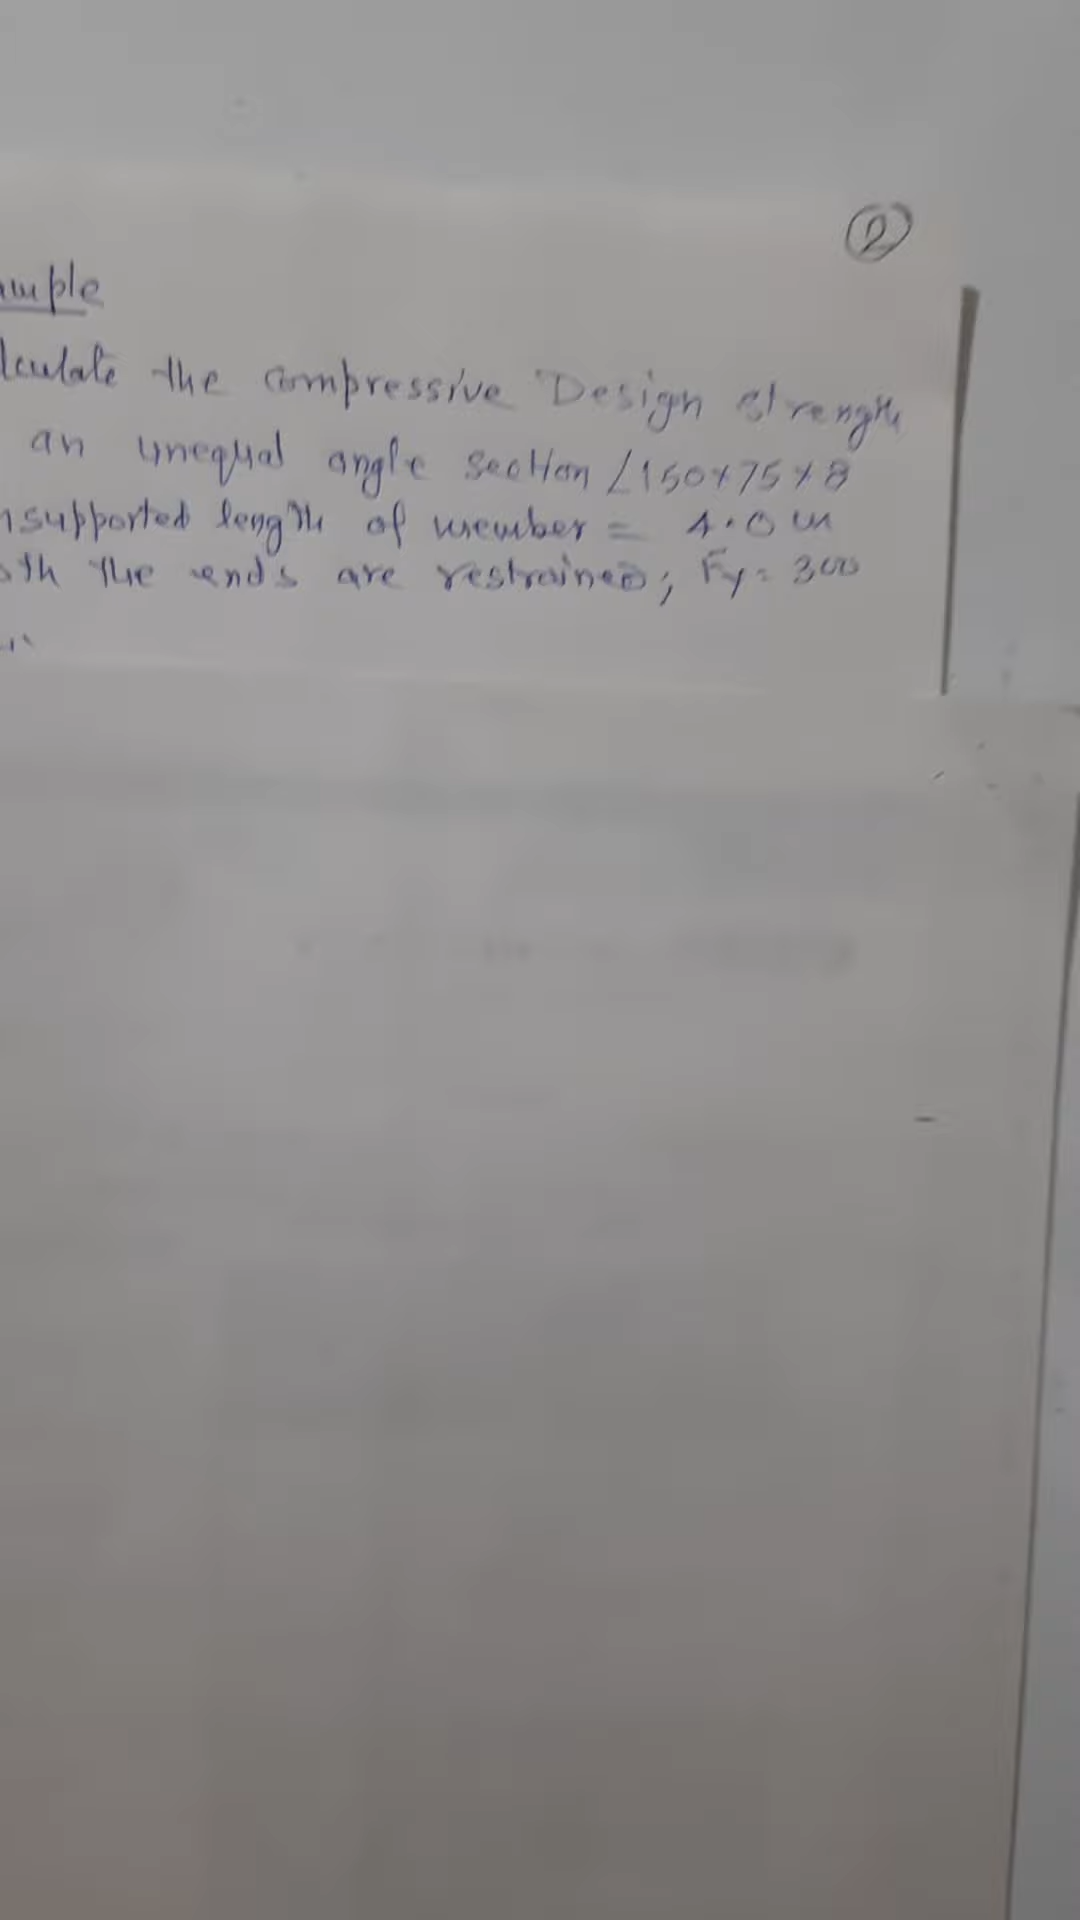 ②
ample
lculate the compressive Design strength
an unequal angle section ∠150×75×8
nsupported length of member = 4.0 m
oth the ends are restrained; Fy = 300